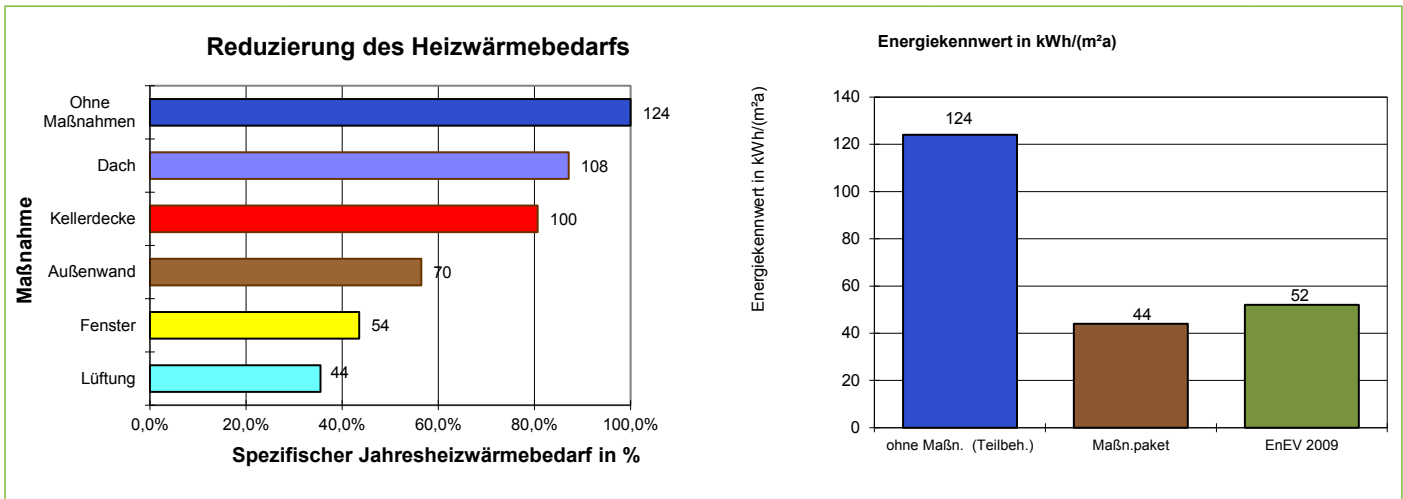 Reduzierung des Heizwärmebedarfs
Maßnahme
Ohne
Maßnahmen
124
Dach
108
Kellerdecke
100
Außenwand
70
Fenster
54
Lüftung
44
0,0% 20,0% 40,0% 60,0% 80,0% 100,0%
Spezifischer Jahresheizwärmebedarf in %
Energiekennwert in kWh/(m²a)
Energiekennwert in kWh/(m²a)
140
120
100
80
60
40
20
0
124
44
52
ohne Maßn. (Teilbeh.) Maßn.paket EnEV 2009